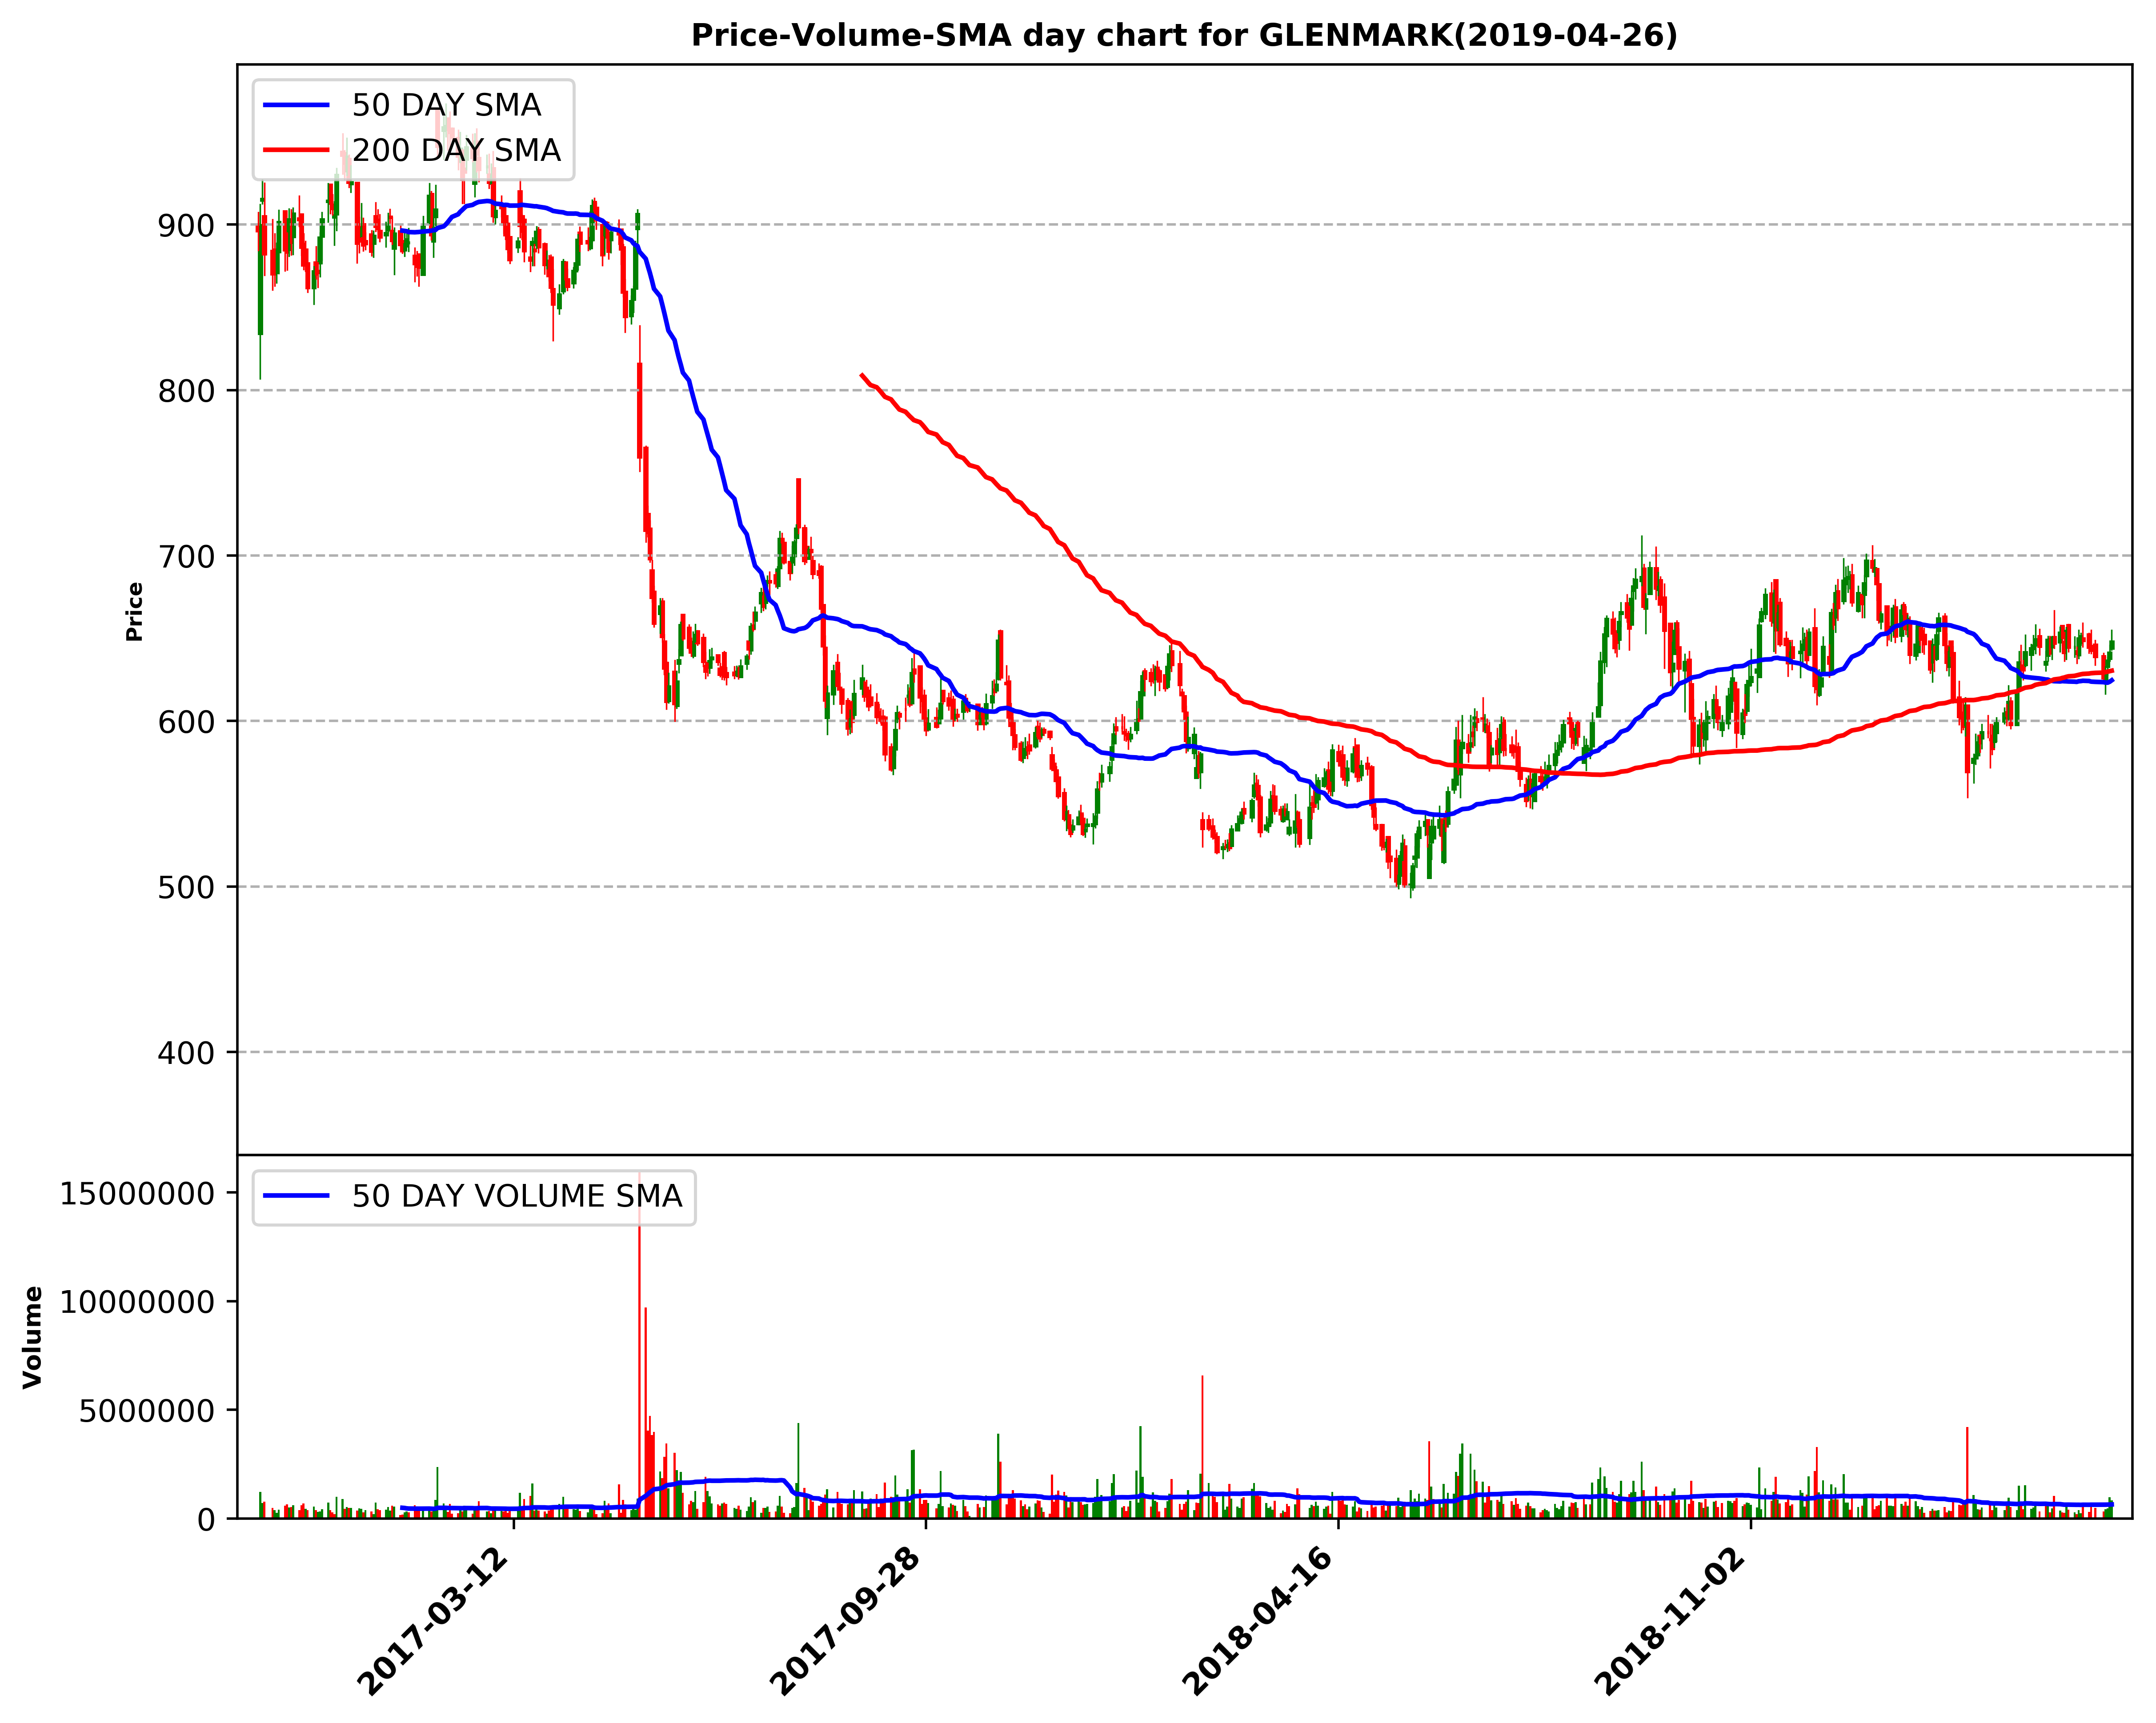 Price-Volume-SMA day chart for GLENMARK(2019-04-26)
50 DAY SMA
200 DAY SMA
900
800
700
600
500
400
Price
50 DAY VOLUME SMA
15000000
10000000
5000000
0
Volume
2017-03-12
2017-09-28
2018-04-16
2018-11-02